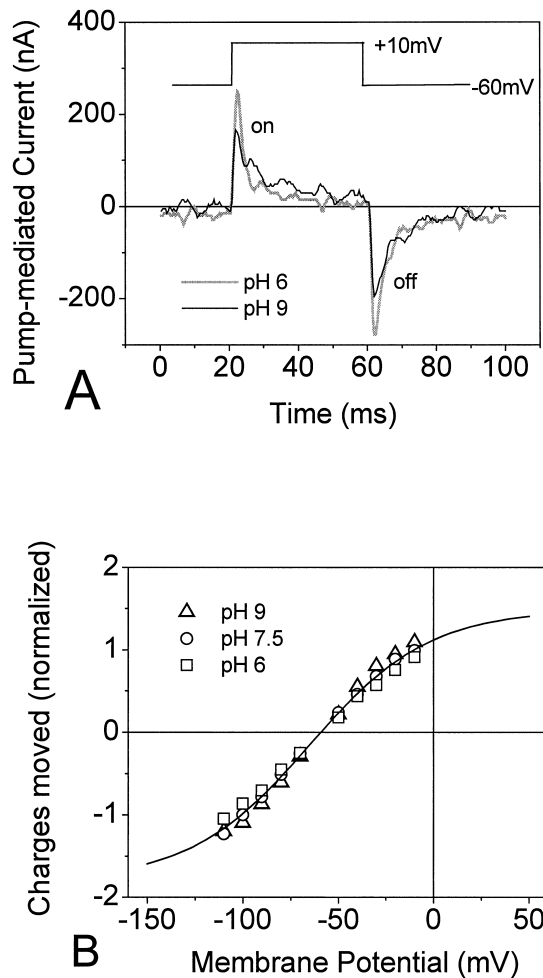 Pump-mediated Current (nA)
400
200
0
-200
+10mV
-60mV
on
off
pH 6
pH 9
0 20 40 60 80 100
Time (ms)
A
Charges moved (normalized)
2
1
0
-1
-2
pH 9
pH 7.5
pH 6
-150 -100 -50 0 50
Membrane Potential (mV)
B